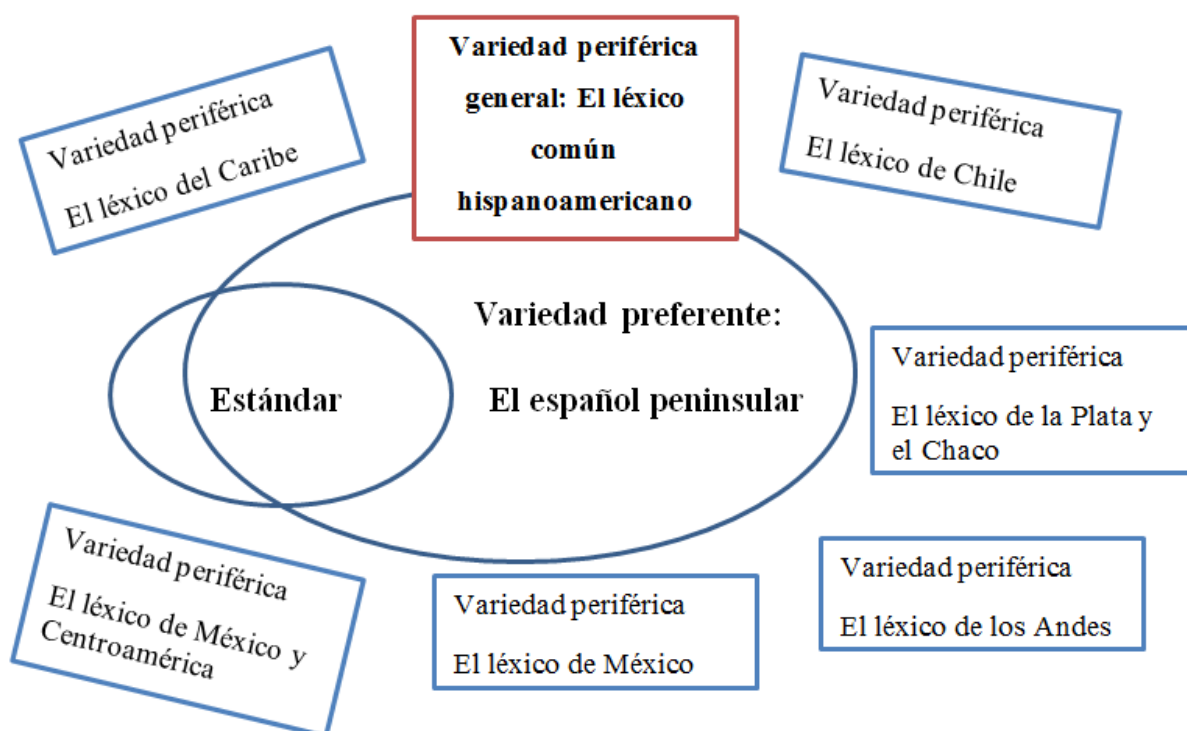 Variedad periférica
general: El léxico
común
hispanoamericano
Variedad periférica
El léxico del Caribe
Variedad periférica
El léxico de Chile
Variedad preferente:
El español peninsular
Estándar
Variedad periférica
El léxico de la Plata y
el Chaco
Variedad periférica
El léxico de México y
Centroamérica
Variedad periférica
El léxico de México
Variedad periférica
El léxico de los Andes